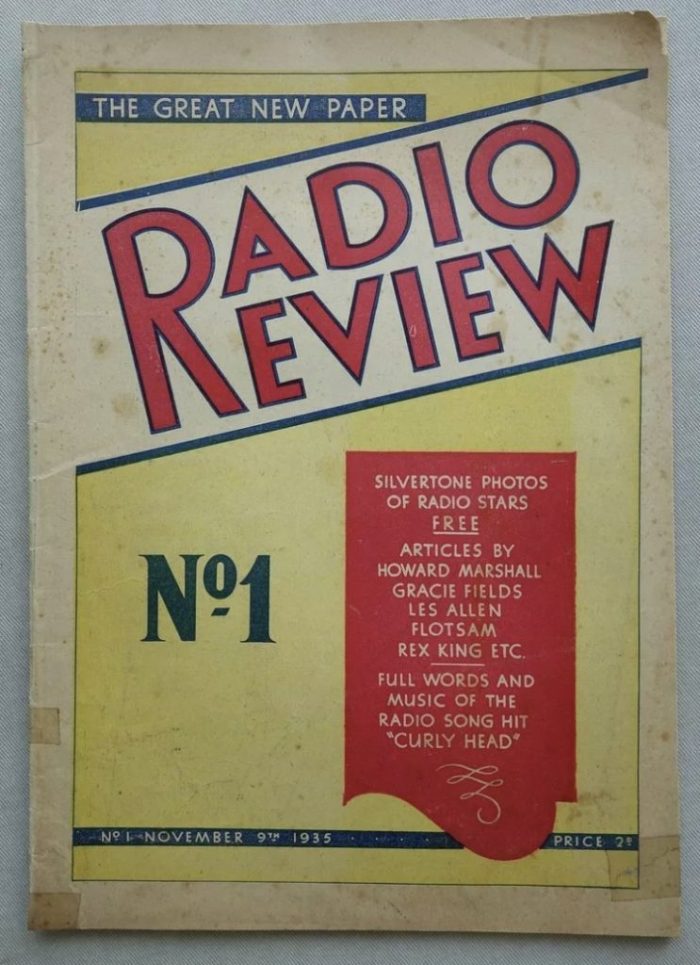 THE GREAT NEW PAPER
RADIO
REVIEW
Nº1
SILVERTONE PHOTOS
OF RADIO STARS
FREE
ARTICLES BY
HOWARD MARSHALL
GRACIE FIELDS
LES ALLEN
FLOTSAM
REX KING ETC.
FULL WORDS AND
MUSIC OF THE
RADIO SONG HIT
"CURLY HEAD"
Nº1-NOVEMBER 9TH 1935 PRICE 2ᴰ